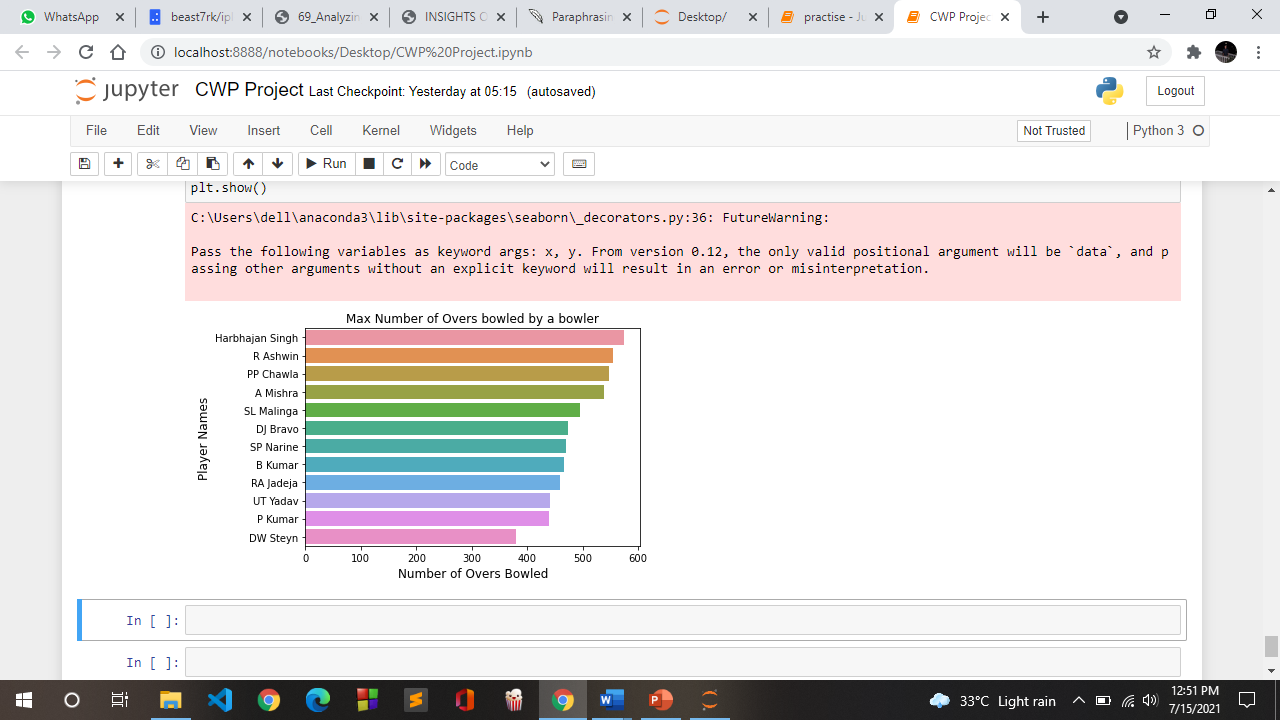 WhatsApp
beast7rk/ipl
69_Analyzin
INSIGHTS O
Paraphrasin
Desktop/
practise - Ju
CWP Projec
localhost:8888/notebooks/Desktop/CWP%20Project.ipynb
jupyter CWP Project Last Checkpoint: Yesterday at 05:15 (autosaved)
Logout
File Edit View Insert Cell Kernel Widgets Help
Not Trusted
Python 3
Run
Code
plt.show()
C:\Users\dell\anaconda3\lib\site-packages\seaborn\_decorators.py:36: FutureWarning:
Pass the following variables as keyword args: x, y. From version 0.12, the only valid positional argument will be `data`, and p
assing other arguments without an explicit keyword will result in an error or misinterpretation.
Max Number of Overs bowled by a bowler
Player Names
Harbhajan Singh
R Ashwin
PP Chawla
A Mishra
SL Malinga
DJ Bravo
SP Narine
B Kumar
RA Jadeja
UT Yadav
P Kumar
DW Steyn
0 100 200 300 400 500 600
Number of Overs Bowled
In [ ]:
In [ ]:
33°C Light rain
12:51 PM
7/15/2021